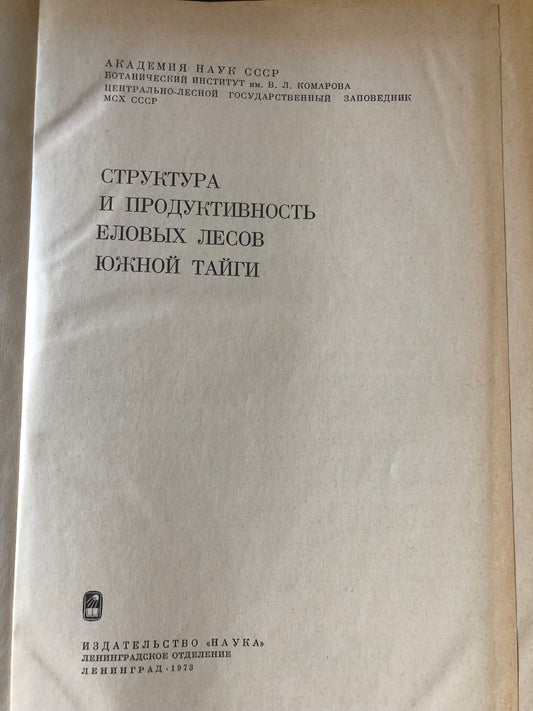 АКАДЕМИЯ НАУК СССР
БОТАНИЧЕСКИЙ ИНСТИТУТ им. В. Л. КОМАРОВА
ЦЕНТРАЛЬНО-ЛЕСНОЙ ГОСУДАРСТВЕННЫЙ ЗАПОВЕДНИК
МСХ СССР
СТРУКТУРА
И ПРОДУКТИВНОСТЬ
ЕЛОВЫХ ЛЕСОВ
ЮЖНОЙ ТАЙГИ
ИЗДАТЕЛЬСТВО «НАУКА»
ЛЕНИНГРАДСКОЕ ОТДЕЛЕНИЕ
ЛЕНИНГРАД · 1973